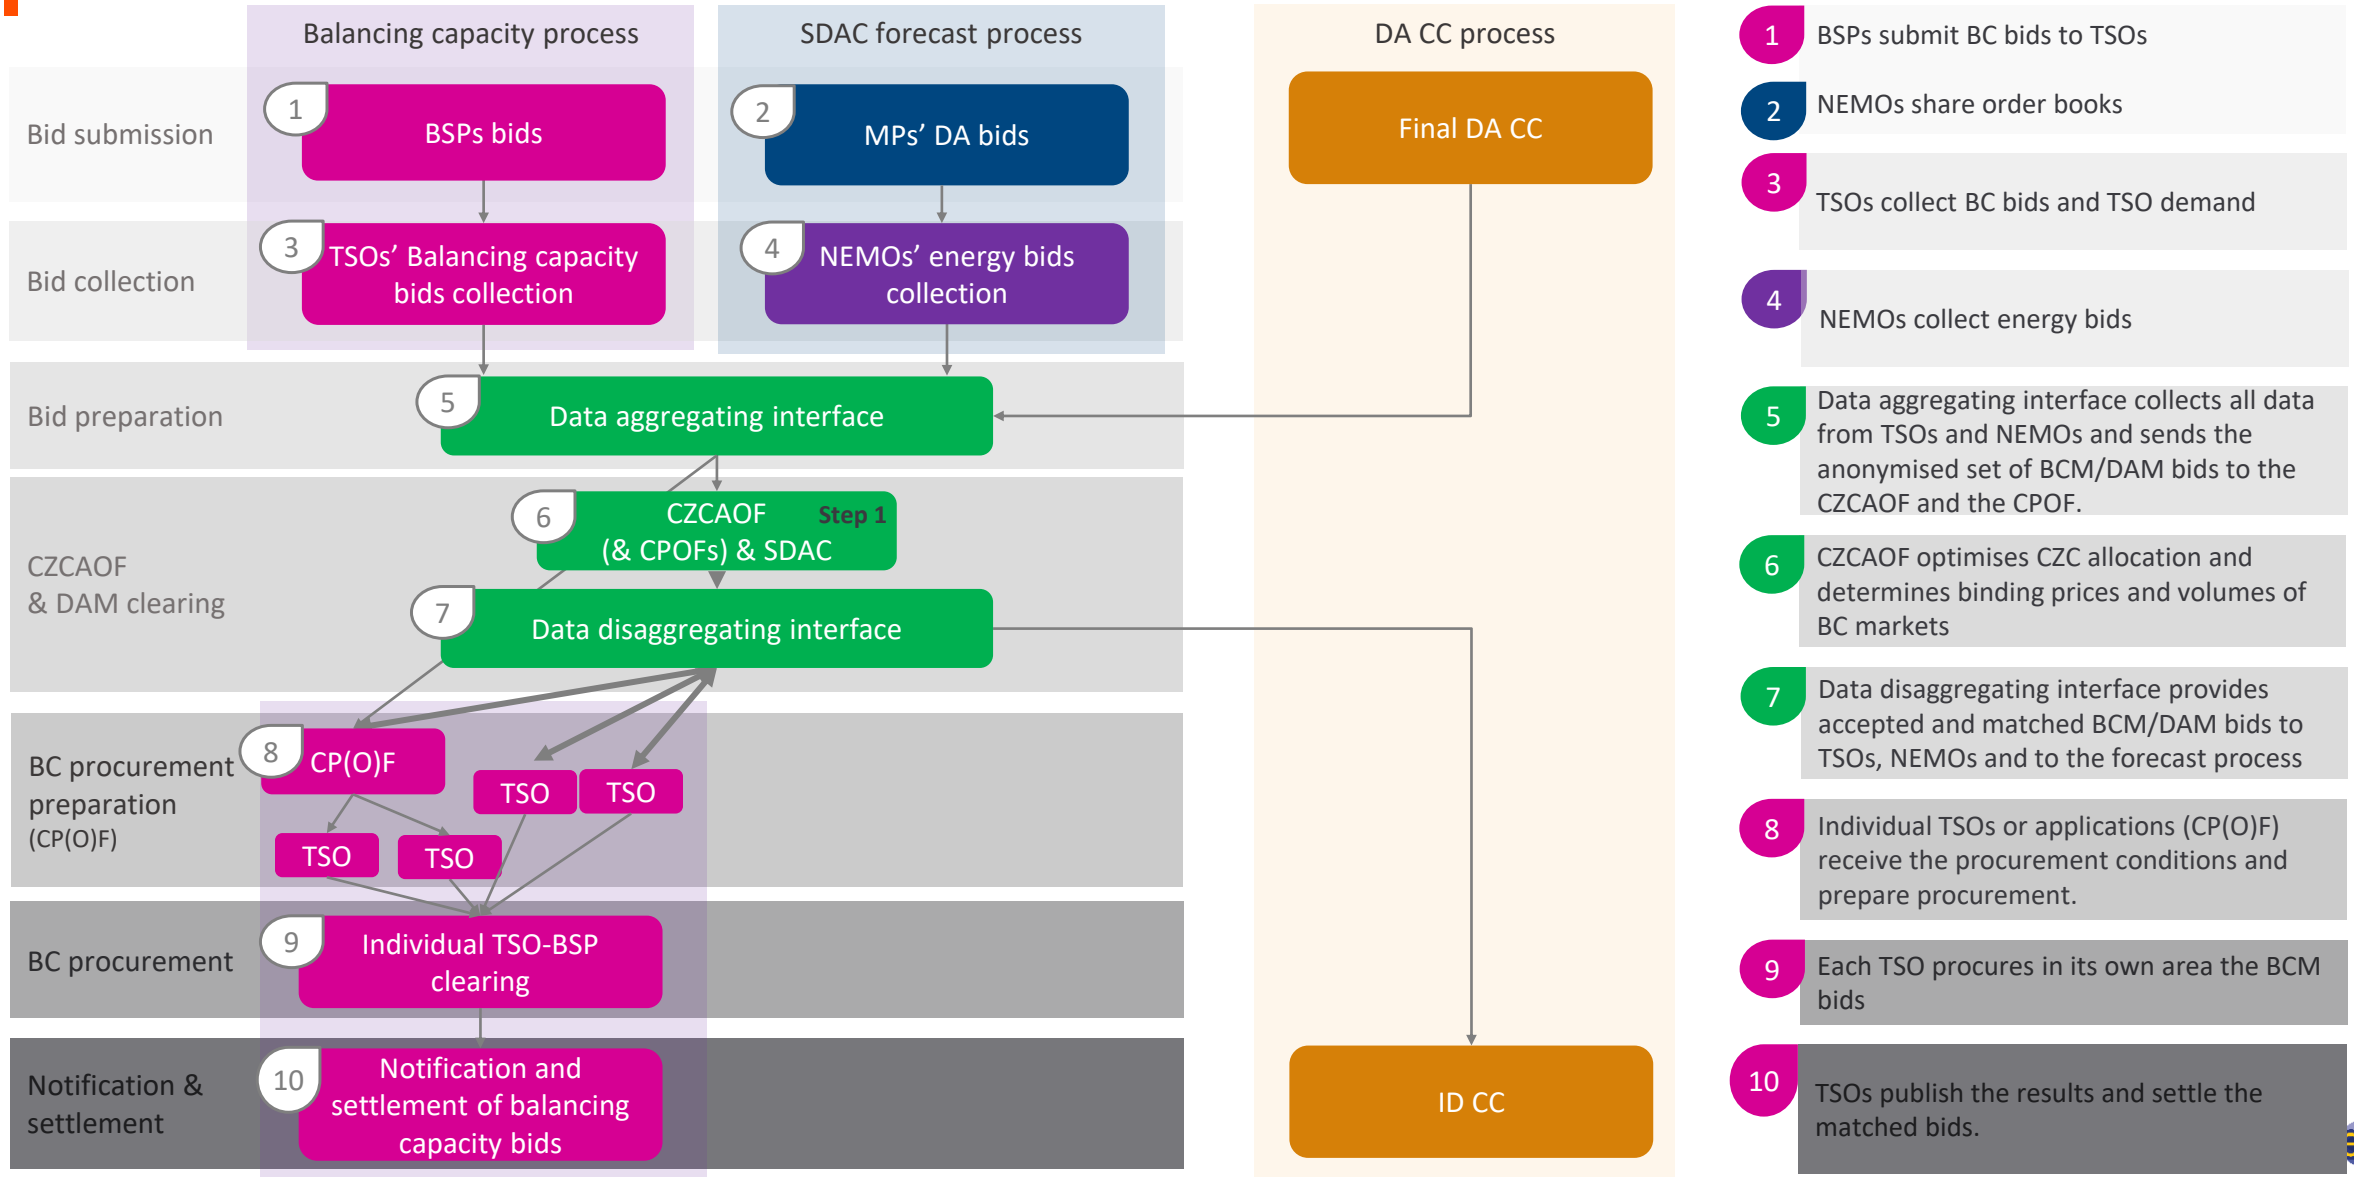 Balancing capacity process
SDAC forecast process
DA CC process
Bid submission
1
BSPs bids
2
MPs’ DA bids
Final DA CC
Bid collection
3
TSOs’ Balancing capacity
bids collection
4
NEMOs’ energy bids
collection
Bid preparation
5
Data aggregating interface
CZCAOF
& DAM clearing
6
CZCAOF
Step 1
(& CPOFs) & SDAC
7
Data disaggregating interface
BC procurement
preparation
(CP(O)F)
8
CP(O)F
TSO
TSO
TSO
TSO
BC procurement
9
Individual TSO-BSP
clearing
Notification &
settlement
10
Notification and
settlement of balancing
capacity bids
ID CC
1
BSPs submit BC bids to TSOs
2
NEMOs share order books
3
TSOs collect BC bids and TSO demand
4
NEMOs collect energy bids
5
Data aggregating interface collects all data
from TSOs and NEMOs and sends the
anonymised set of BCM/DAM bids to the
CZCAOF and the CPOF.
6
CZCAOF optimises CZC allocation and
determines binding prices and volumes of
BC markets
7
Data disaggregating interface provides
accepted and matched BCM/DAM bids to
TSOs, NEMOs and to the forecast process
8
Individual TSOs or applications (CP(O)F)
receive the procurement conditions and
prepare procurement.
9
Each TSO procures in its own area the BCM
bids
10
TSOs publish the results and settle the
matched bids.